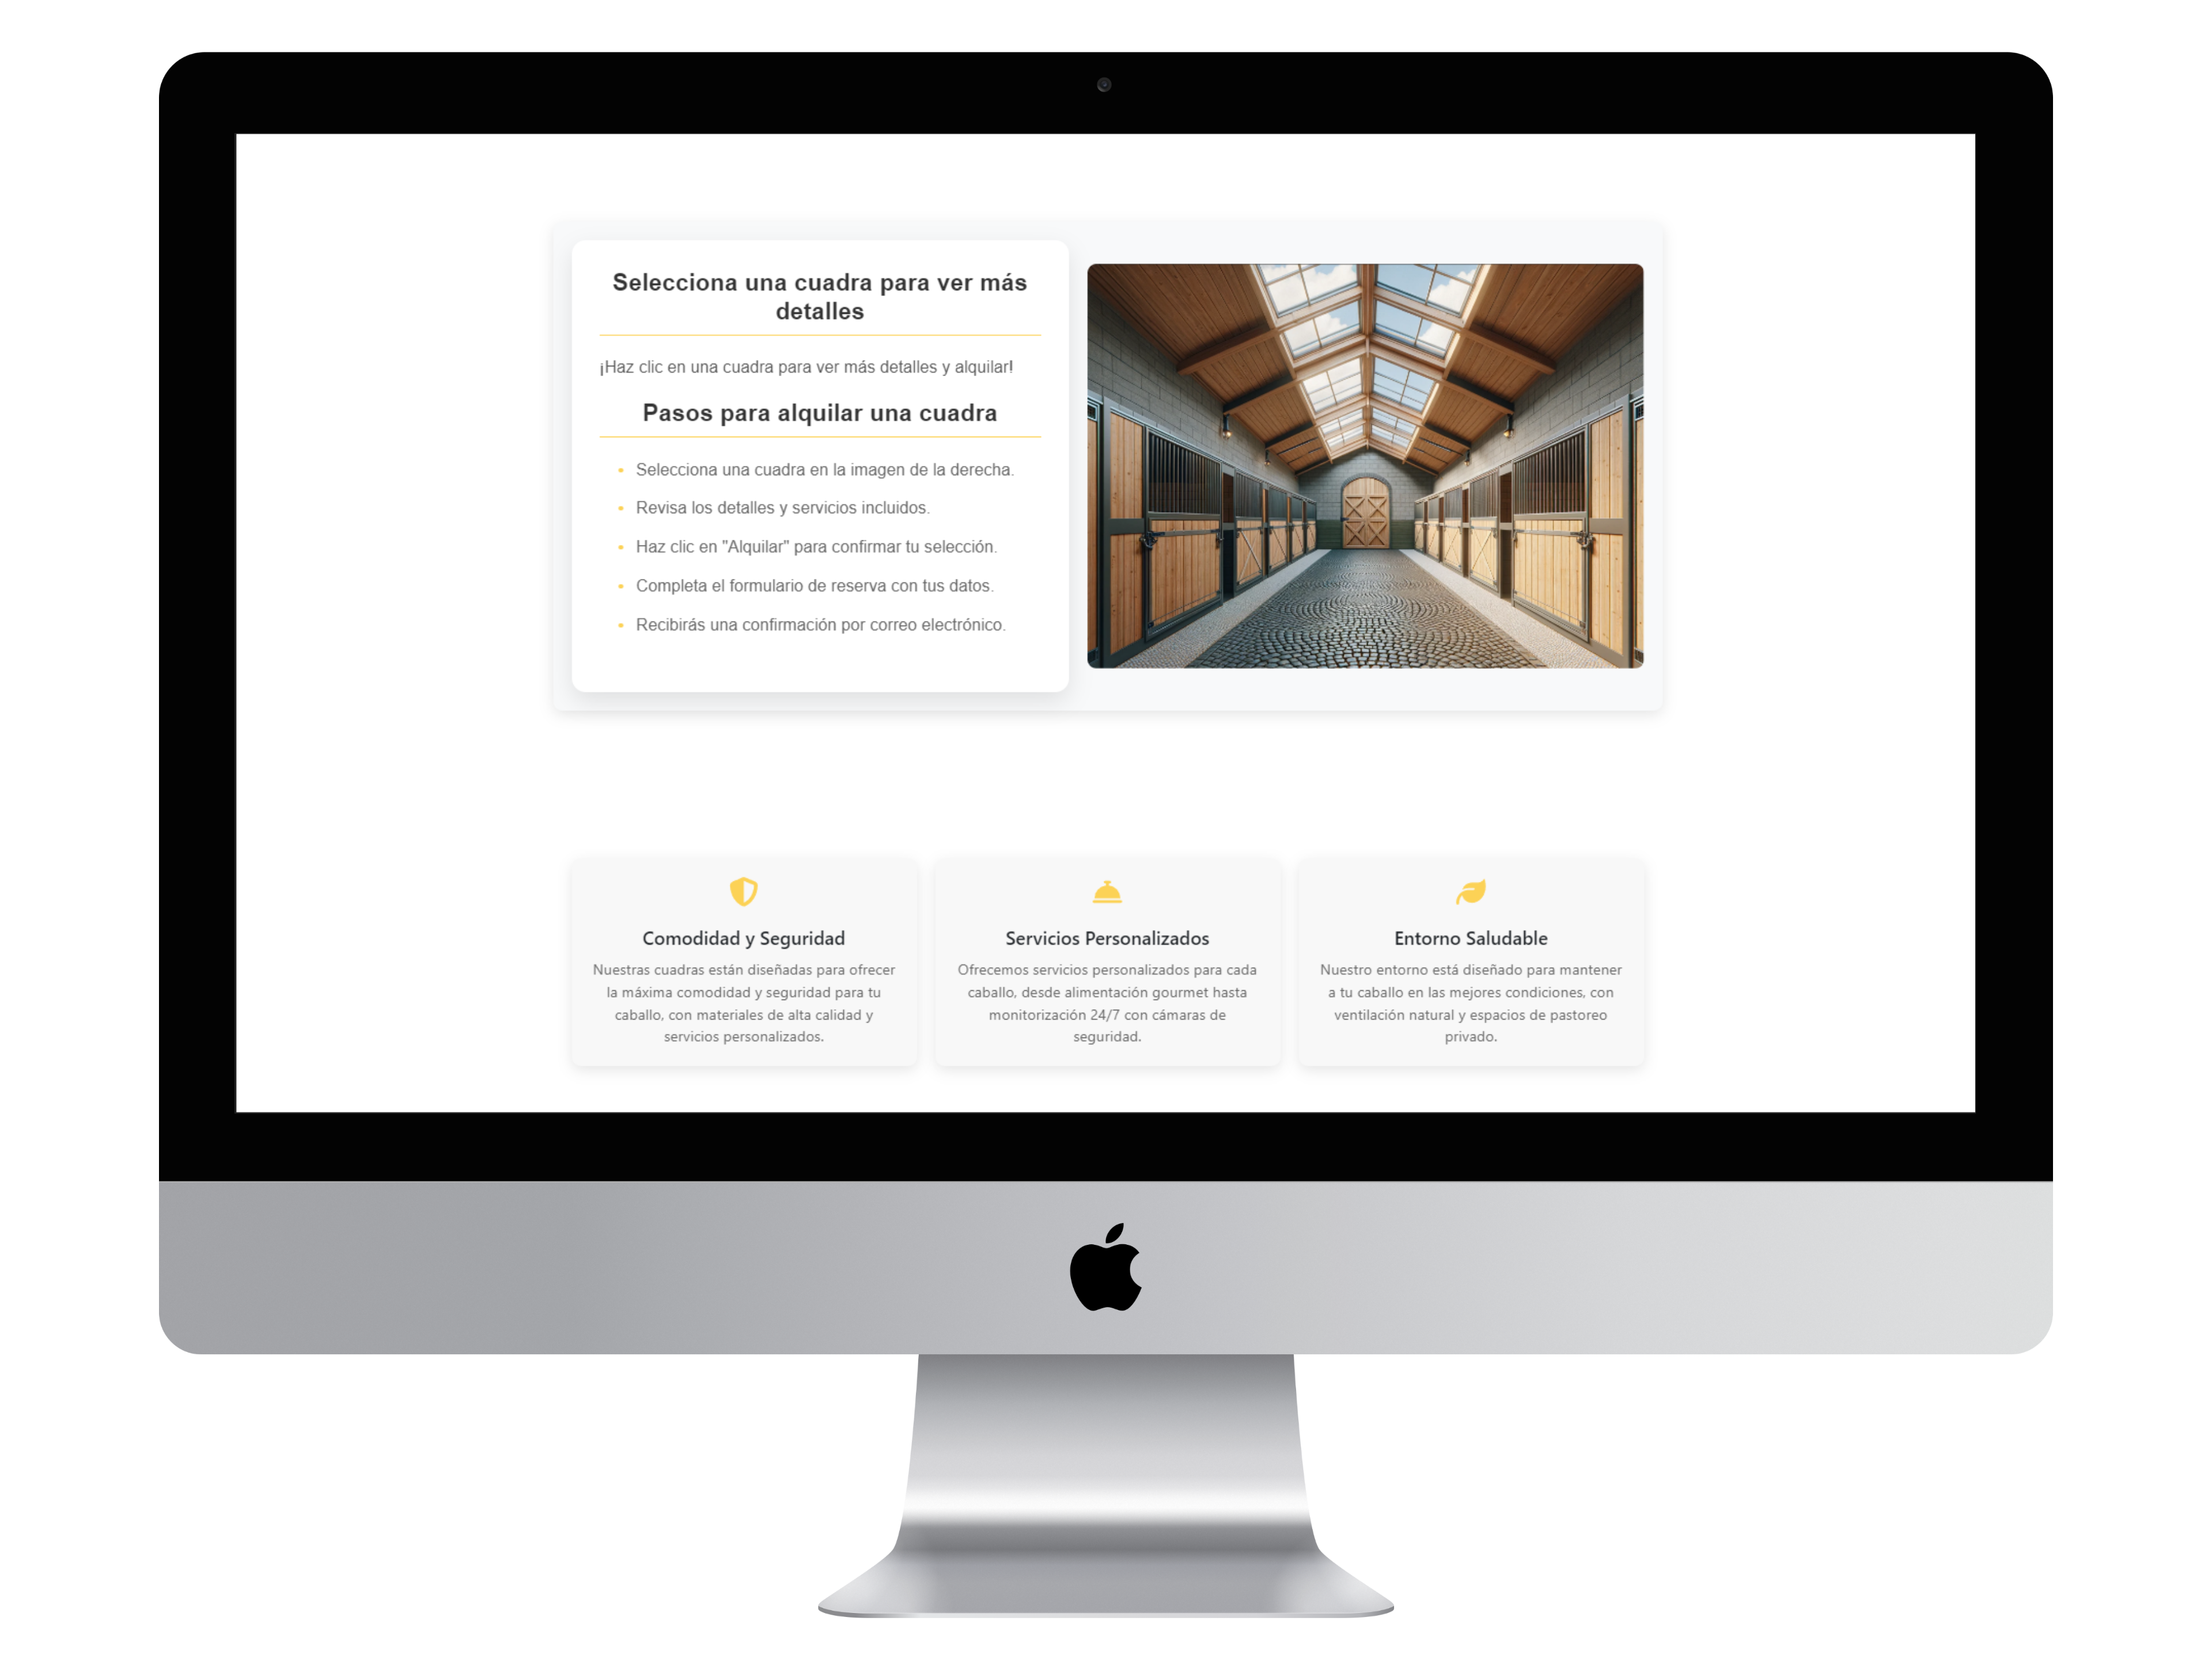 Selecciona una cuadra para ver más
detalles
¡Haz clic en una cuadra para ver más detalles y alquilar!
Pasos para alquilar una cuadra
Selecciona una cuadra en la imagen de la derecha.
Revisa los detalles y servicios incluidos.
Haz clic en "Alquilar" para confirmar tu selección.
Completa el formulario de reserva con tus datos.
Recibirás una confirmación por correo electrónico.
Comodidad y Seguridad
Nuestras cuadras están diseñadas para ofrecer
la máxima comodidad y seguridad para tu
caballo, con materiales de alta calidad y
servicios personalizados.
Servicios Personalizados
Ofrecemos servicios personalizados para cada
caballo, desde alimentación gourmet hasta
monitorización 24/7 con cámaras de
seguridad.
Entorno Saludable
Nuestro entorno está diseñado para mantener
a tu caballo en las mejores condiciones, con
ventilación natural y espacios de pastoreo
privado.